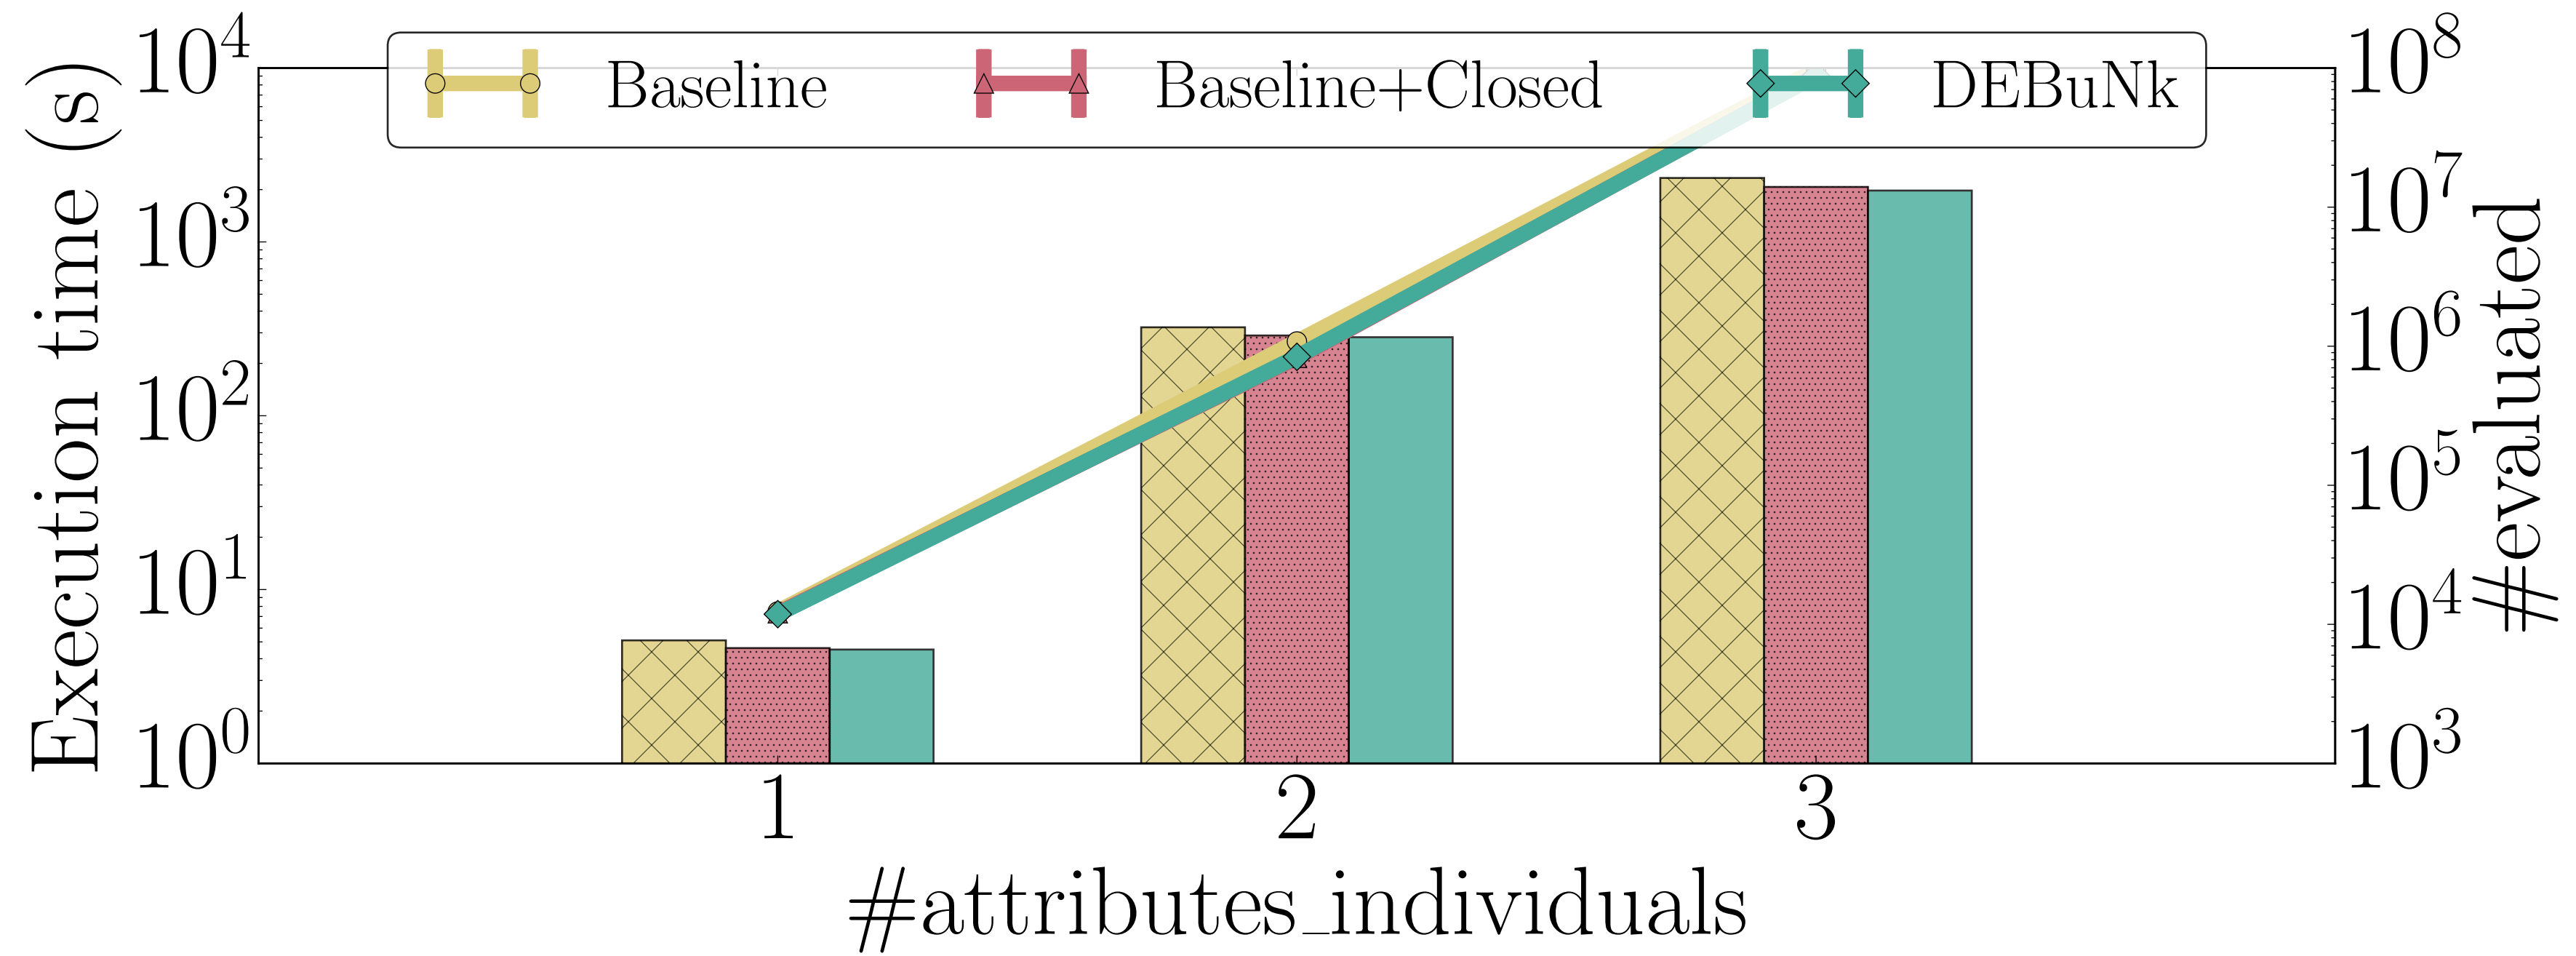 Baseline Baseline+Closed DEBuNk
Execution time (s)
10^4
10^3
10^2
10^1
10^0
10^8
10^7
10^6
10^5
10^4
10^3
#evaluated
1 2 3
#attributes_individuals